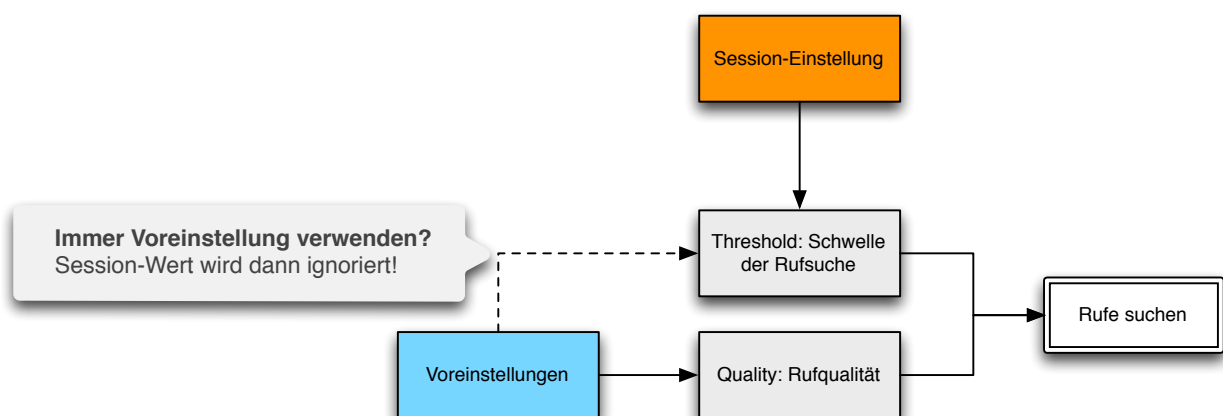 Session-Einstellung
Immer Voreinstellung verwenden?
Session-Wert wird dann ignoriert!
Threshold: Schwelle
der Rufsuche
Rufe suchen
Voreinstellungen
Quality: Rufqualität